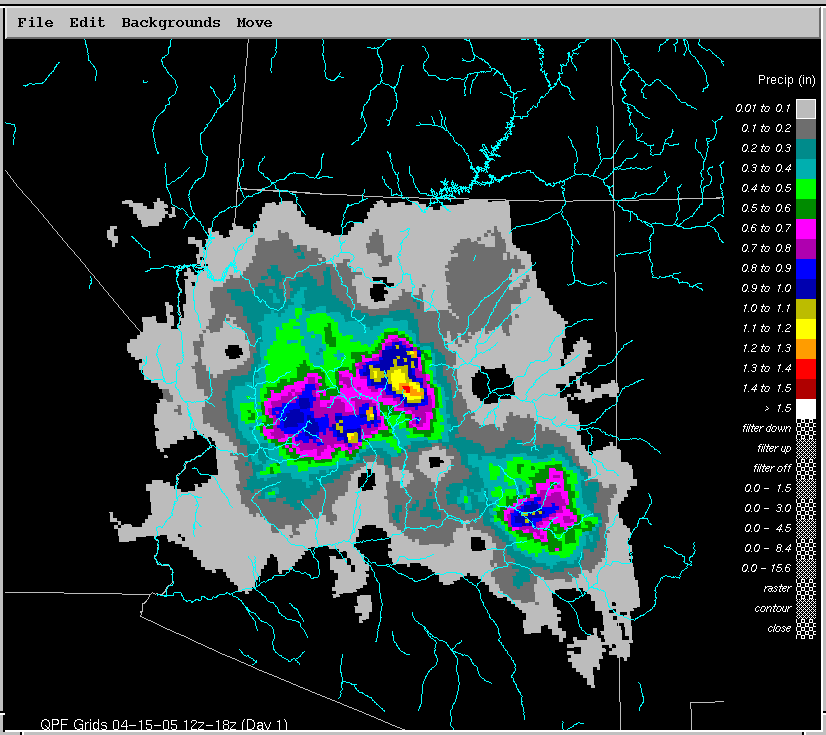 File Edit Backgrounds Move
Precip (in)
0.01 to 0.1
0.1 to 0.2
0.2 to 0.3
0.3 to 0.4
0.4 to 0.5
0.5 to 0.6
0.6 to 0.7
0.7 to 0.8
0.8 to 0.9
0.9 to 1.0
1.0 to 1.1
1.1 to 1.2
1.2 to 1.3
1.3 to 1.4
1.4 to 1.5
> 1.5
filter down
filter up
filter off
0.0 - 1.5
0.0 - 3.0
0.0 - 4.5
0.0 - 8.4
0.0 - 15.6
raster
contour
close
QPF Grids 04-15-05 12z-18z (Day 1)